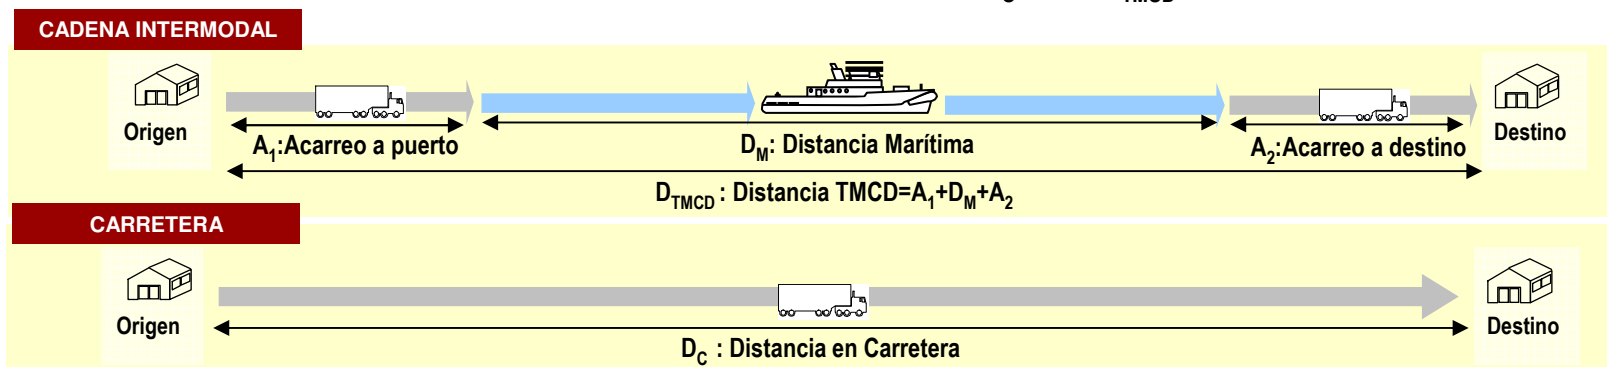 CADENA INTERMODAL
Origen
A1:Acarreo a puerto
DM: Distancia Marítima
A2:Acarreo a destino
Destino
DTMCD : Distancia TMCD=A1+DM+A2
CARRETERA
Origen
Destino
DC : Distancia en Carretera